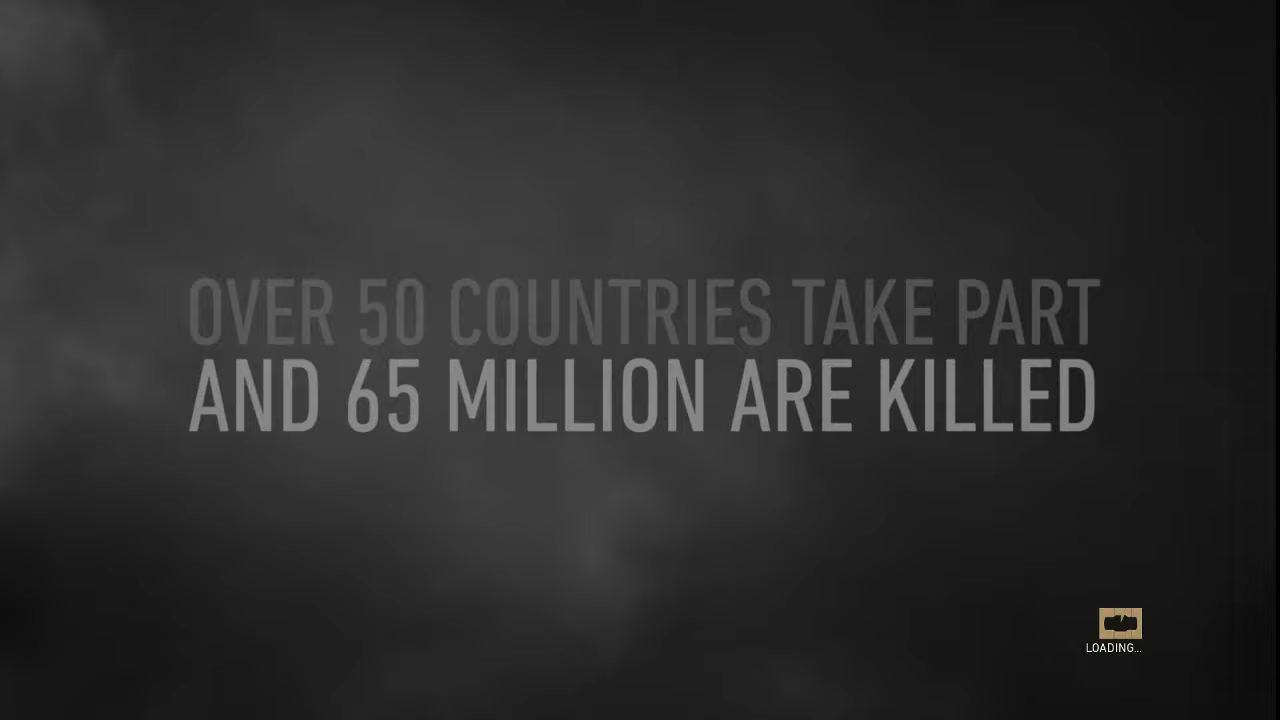 OVER 50 COUNTRIES TAKE PART
AND 65 MILLION ARE KILLED
LOADING...